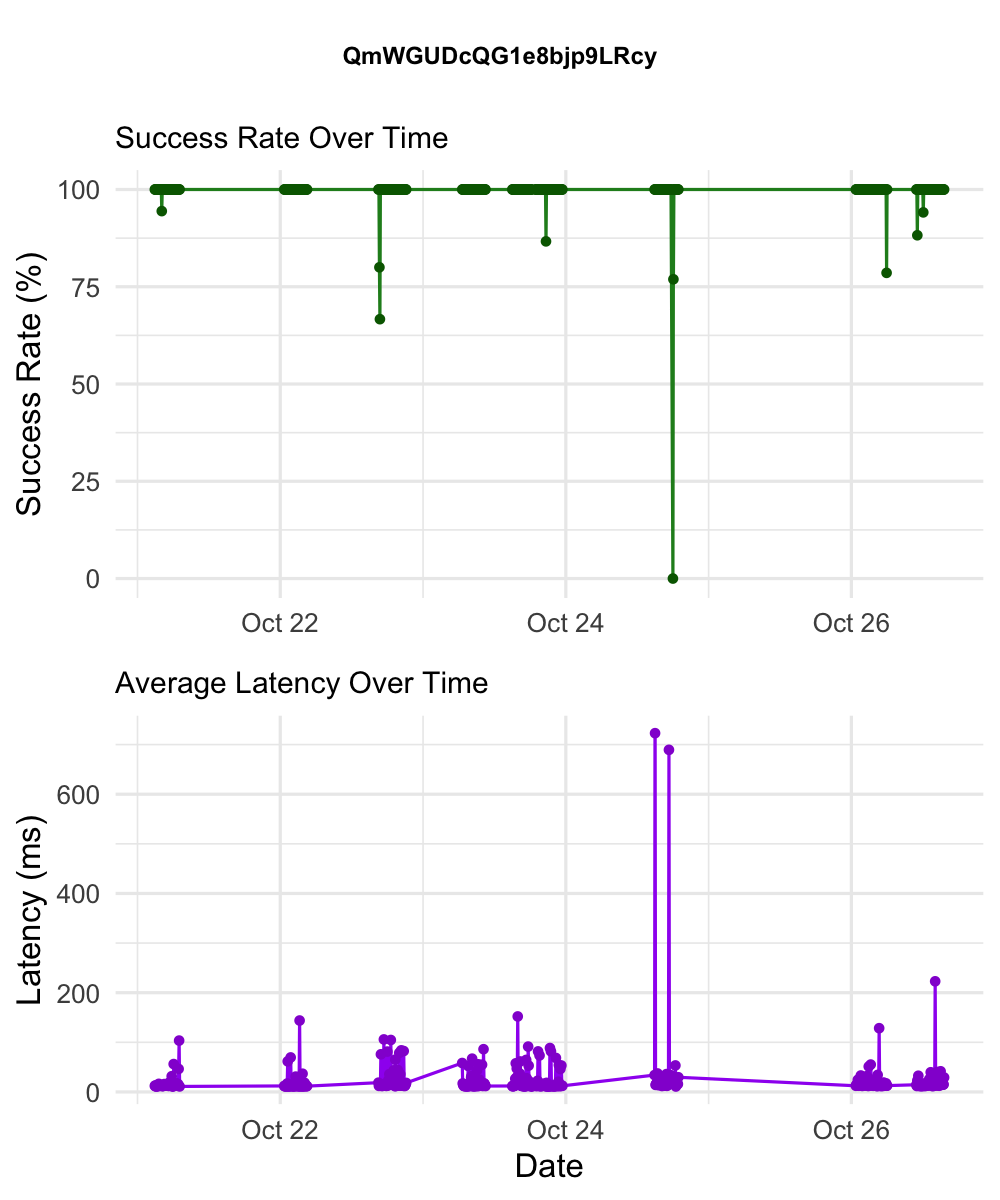 QmWGUDcQG1e8bjp9LRcy
Success Rate Over Time
Success Rate (%)
100
75
50
25
0
Oct 22 Oct 24 Oct 26
Average Latency Over Time
Latency (ms)
600
400
200
0
Oct 22 Oct 24 Oct 26
Date